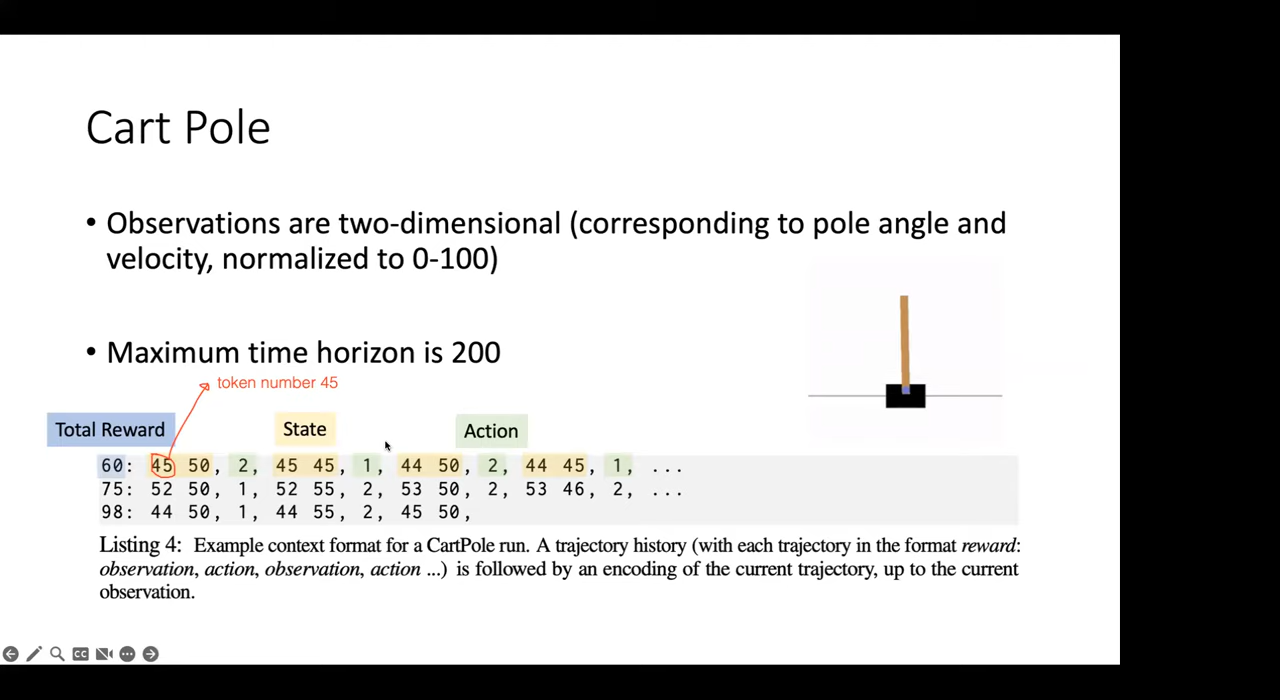 Cart Pole
• Observations are two-dimensional (corresponding to pole angle and
velocity, normalized to 0-100)
• Maximum time horizon is 200
token number 45
Total Reward State Action
60: 45 50, 2, 45 45, 1, 44 50, 2, 44 45, 1, ...
75: 52 50, 1, 52 55, 2, 53 50, 2, 53 46, 2, ...
98: 44 50, 1, 44 55, 2, 45 50,
Listing 4: Example context format for a CartPole run. A trajectory history (with each trajectory in the format reward:
observation, action, observation, action ...) is followed by an encoding of the current trajectory, up to the current
observation.
CC